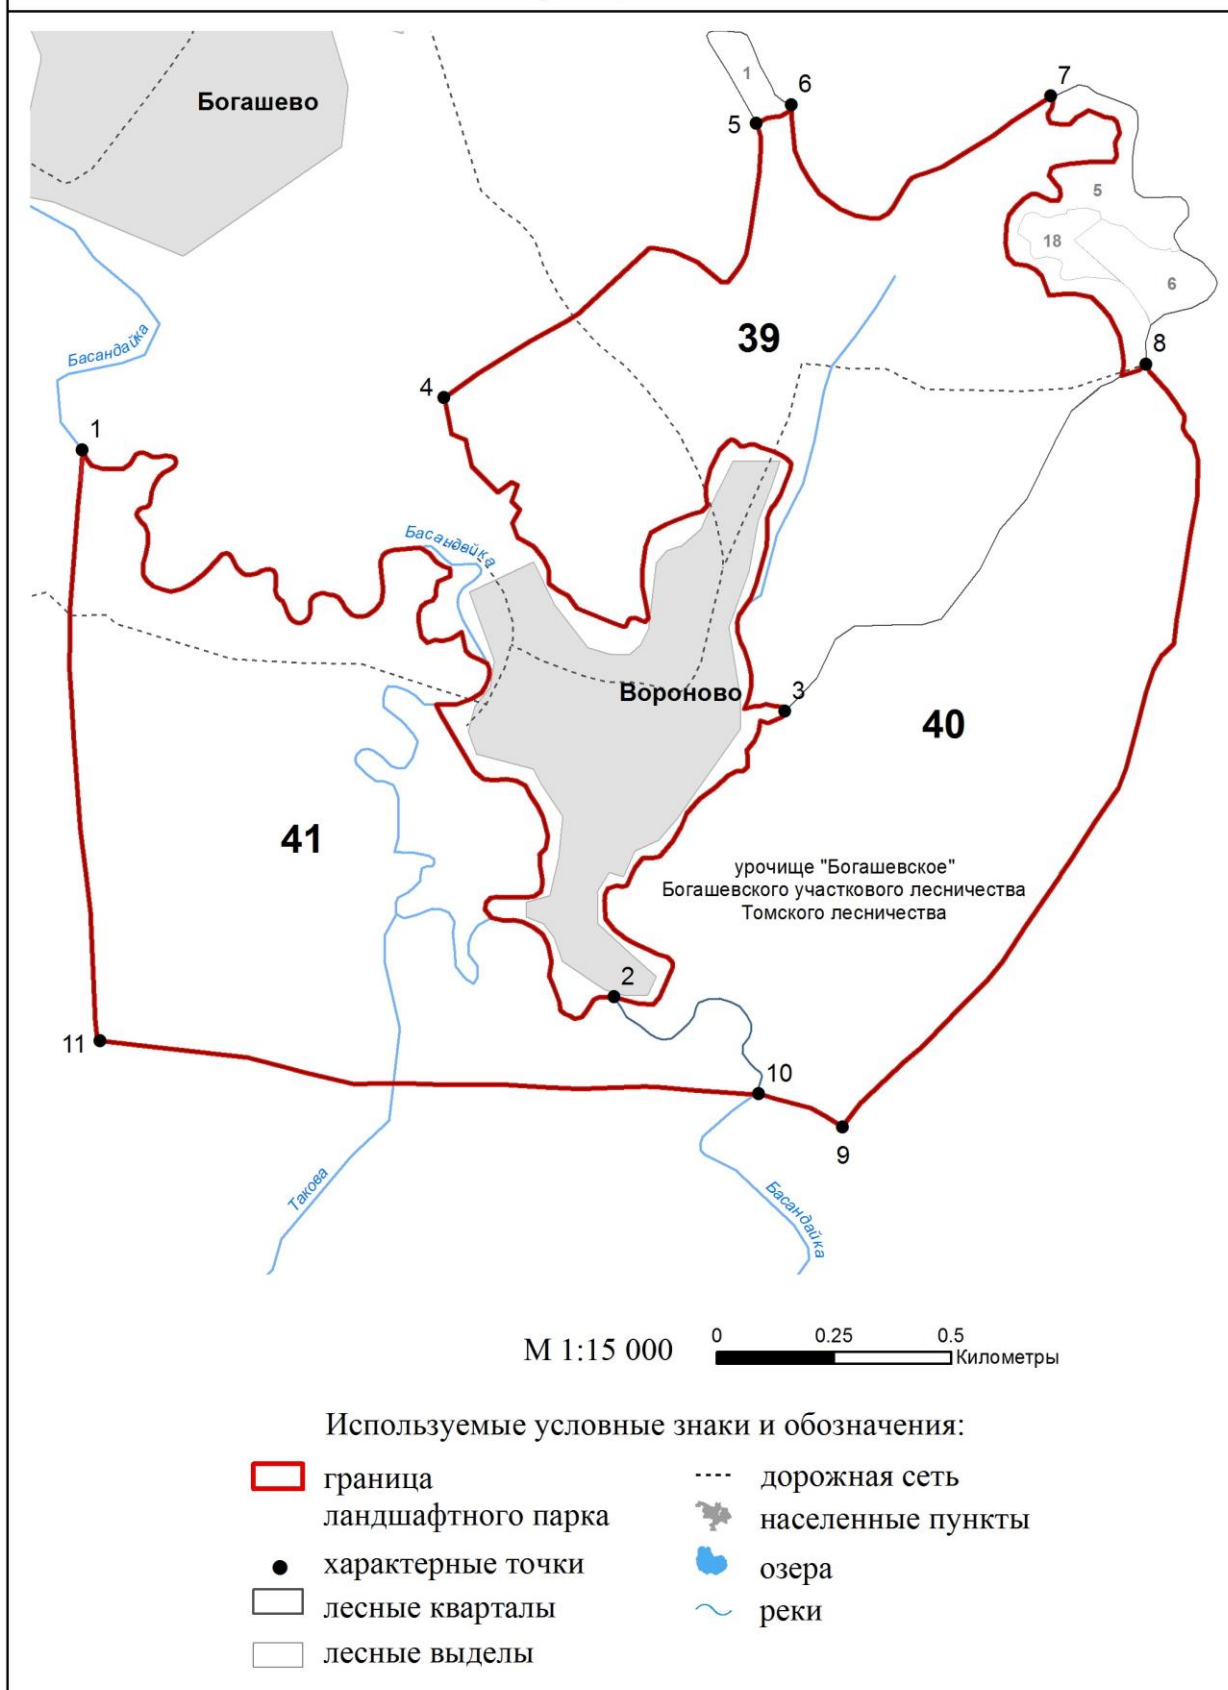 Богашево
1
6
5
7
5
18
6
39
8
Басандайка
4
1
Басандайка
Вороново
3
40
41
урочище "Богашевское"
Богашевского участкового лесничества
Томского лесничества
2
11
10
9
Такова
Басандайка
М 1:15 000
0 0.25 0.5
Километры
Используемые условные знаки и обозначения:
граница
ландшафтного парка
характерные точки
лесные кварталы
лесные выделы
дорожная сеть
населенные пункты
озера
реки